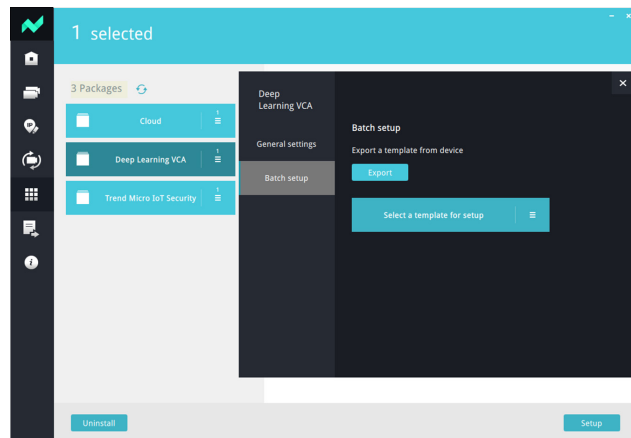 1 selected
3 Packages
Cloud
1
Deep Learning VCA
1
Trend Micro IoT Security
1
Deep
Learning VCA
General settings
Batch setup
Batch setup
Export a template from device
Export
Select a template for setup
Uninstall
Setup
IP
i